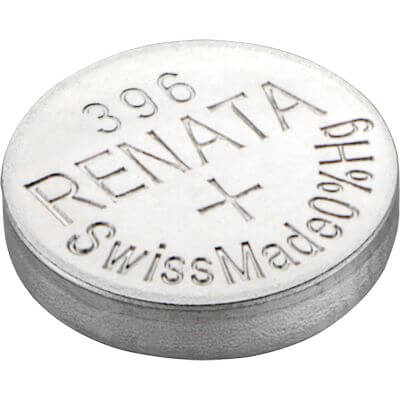 396
RENATA
+
SwissMade0%Hg